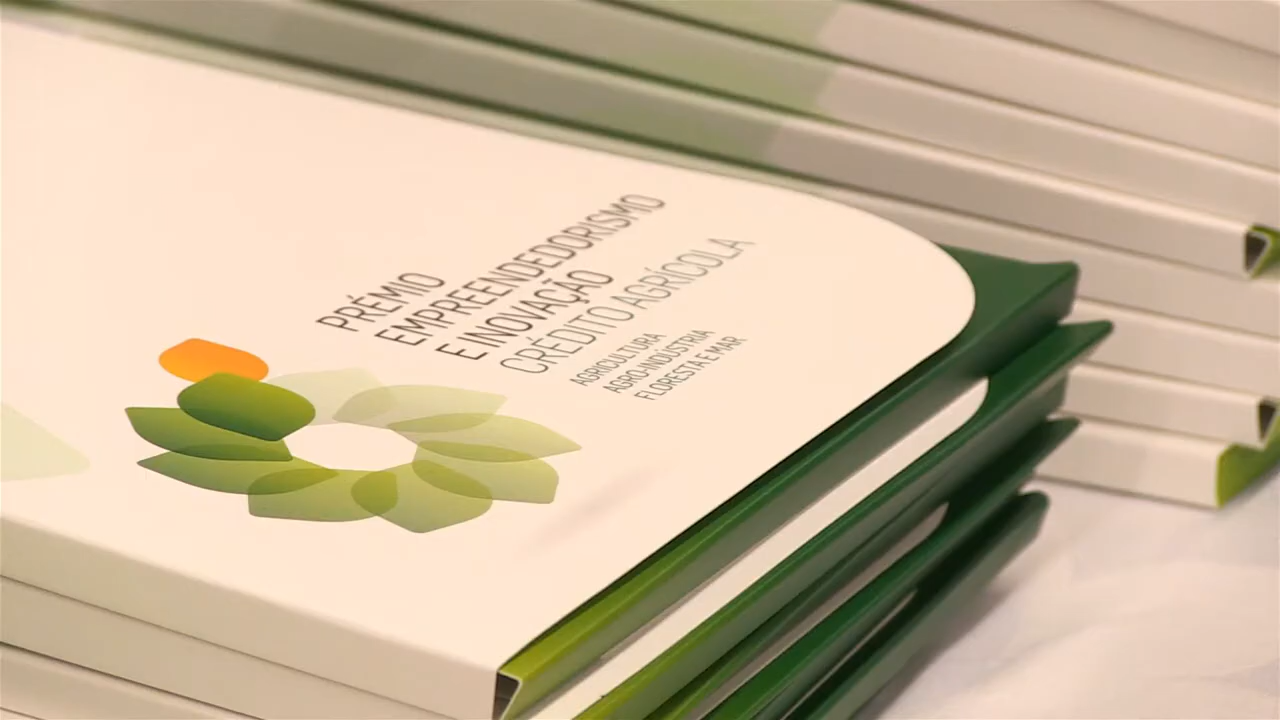 PRÉMIO
EMPREENDEDORISMO
E INOVAÇÃO
CRÉDITO AGRÍCOLA
AGRICULTURA
AGRO-INDÚSTRIA
FLORESTA E MAR